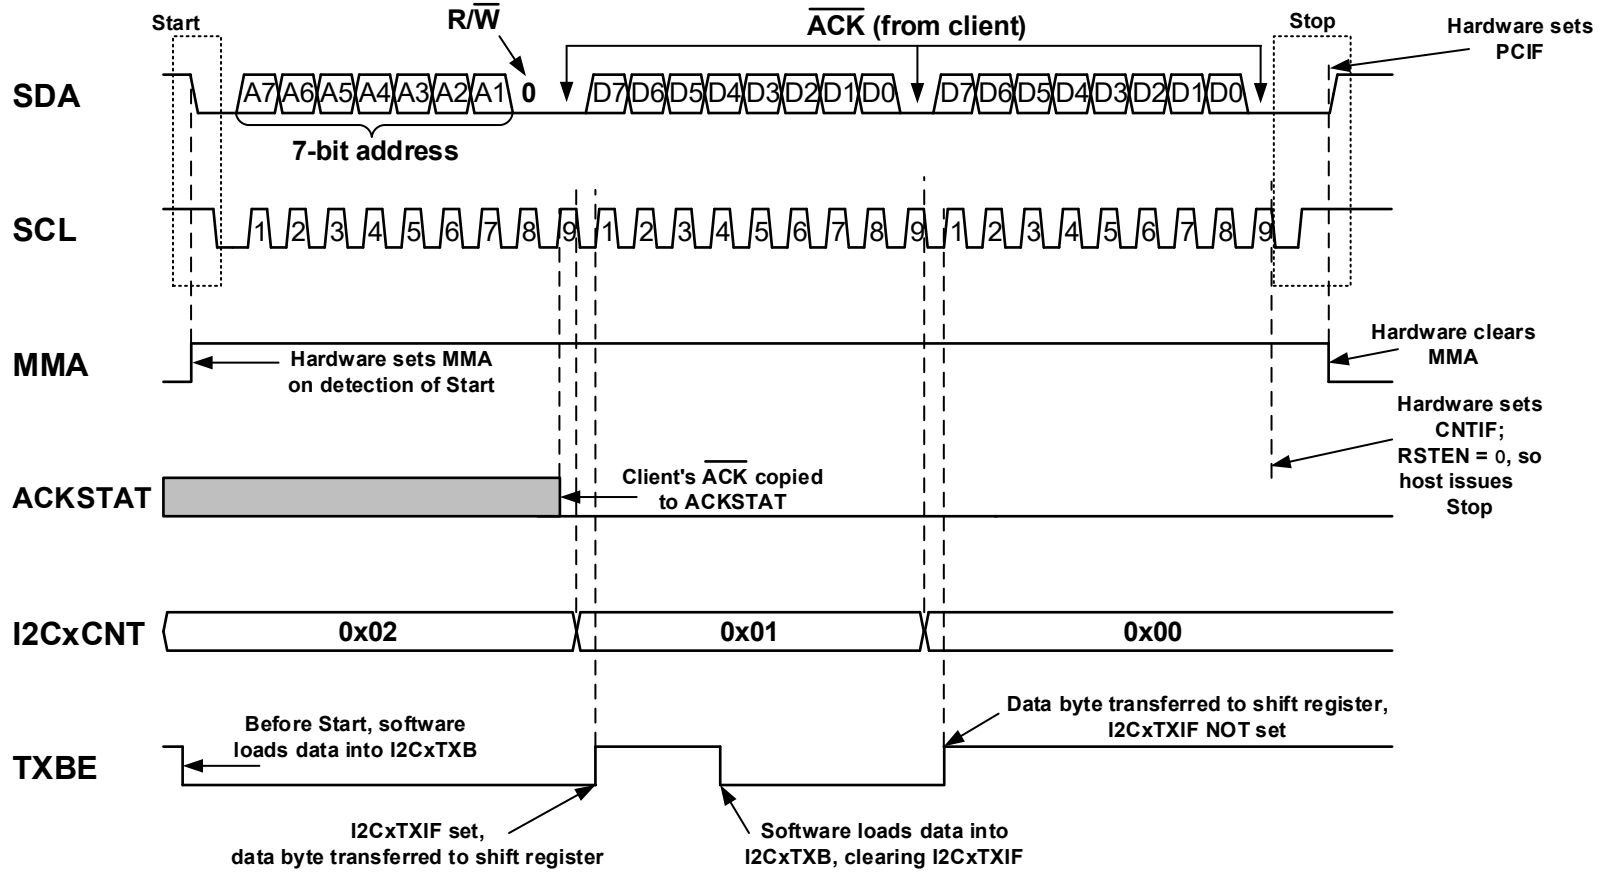 Start
R/W
ACK (from client)
Stop
Hardware sets
PCIF
SDA
A7 A6 A5 A4 A3 A2 A1 0 D7 D6 D5 D4 D3 D2 D1 D0 D7 D6 D5 D4 D3 D2 D1 D0
7-bit address
SCL
1 2 3 4 5 6 7 8 9 1 2 3 4 5 6 7 8 9 1 2 3 4 5 6 7 8 9
MMA
Hardware sets MMA
on detection of Start
Hardware clears
MMA
Hardware sets
CNTIF;
RSTEN = 0, so
host issues
Stop
ACKSTAT
Client's ACK copied
to ACKSTAT
I2CxCNT
0x02 0x01 0x00
TXBE
Before Start, software
loads data into I2CxTXB
Data byte transferred to shift register,
I2CxTXIF NOT set
I2CxTXIF set,
data byte transferred to shift register
Software loads data into
I2CxTXB, clearing I2CxTXIF